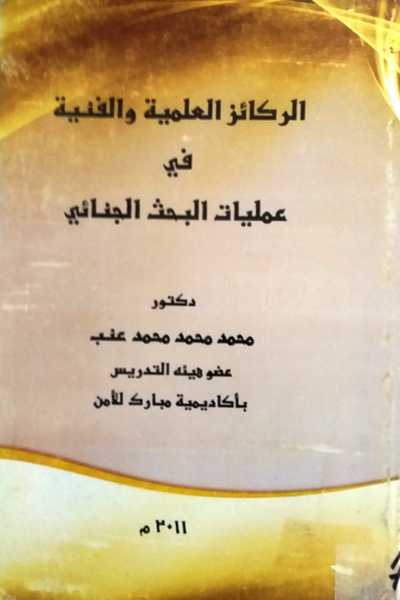 الركائز العلمية والفنية
في
عمليات البحث الجنائي
دكتور
محمد محمد محمد عنب
عضو هيئه التدريس
بأكاديمية مبارك للأمن
٢٠١١ م